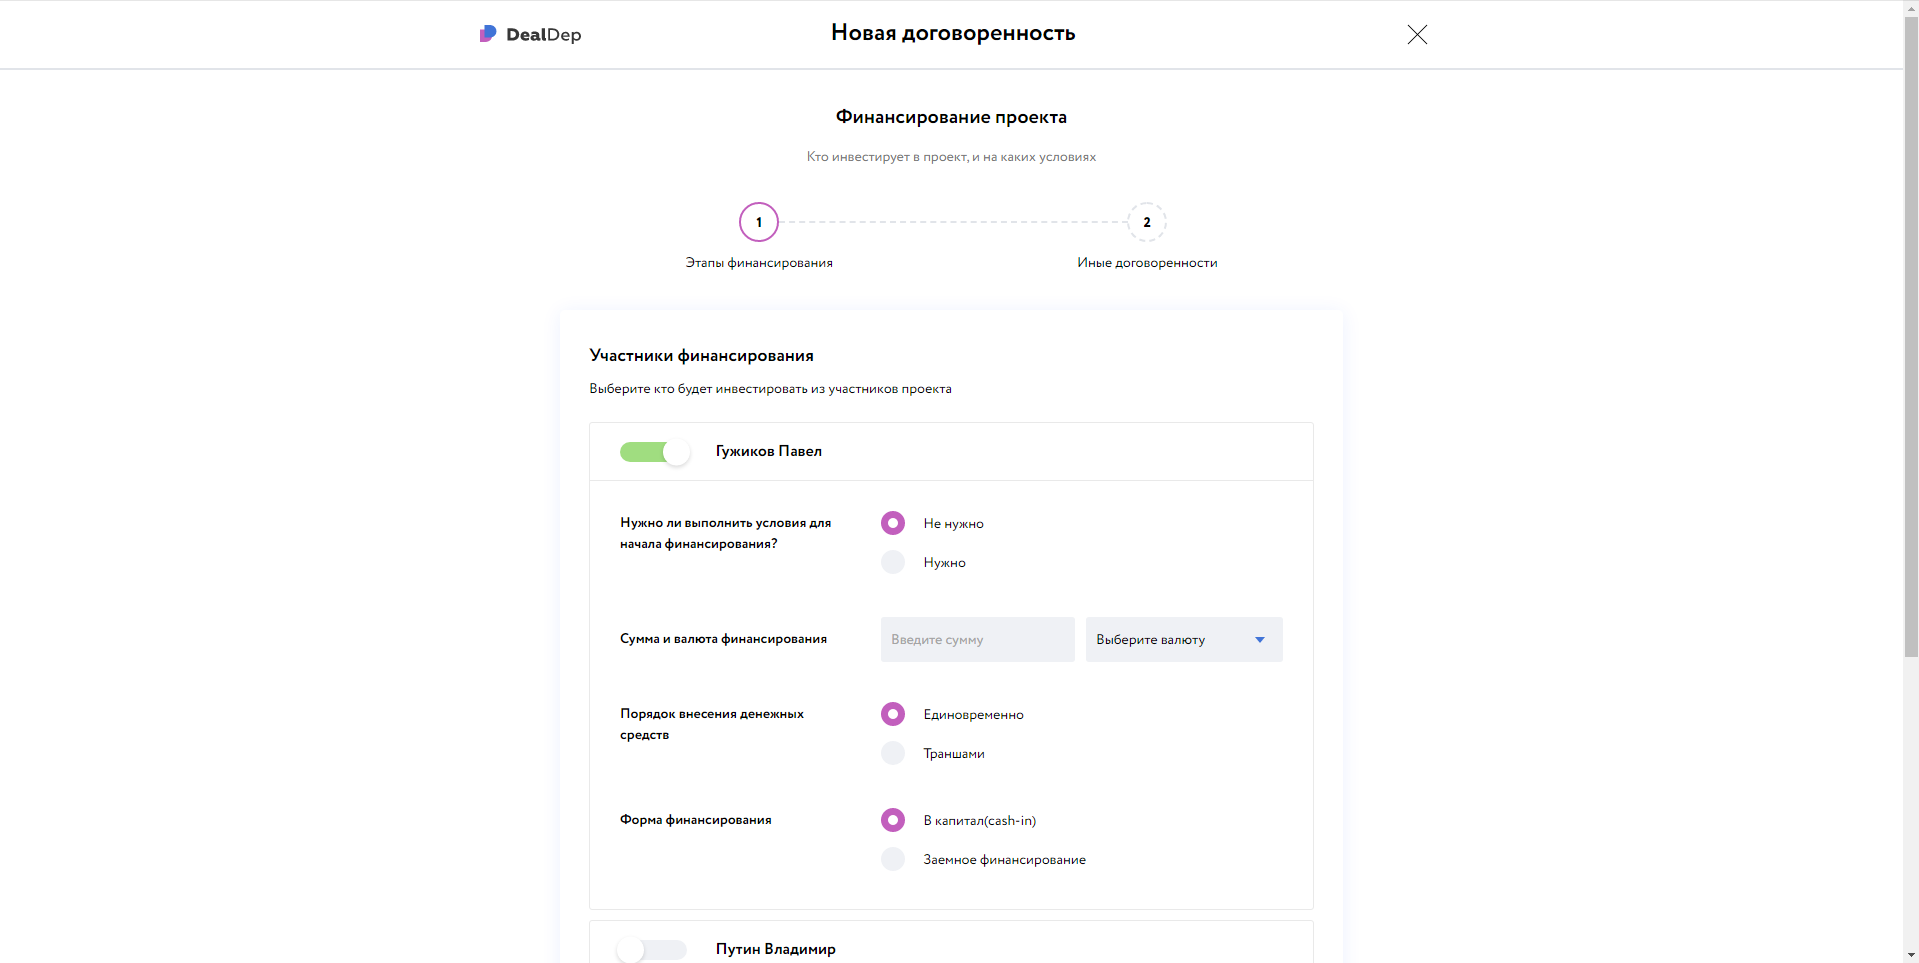 DealDep
Новая договоренность
Финансирование проекта
Кто инвестирует в проект, и на каких условиях
1
2
Этапы финансирования
Иные договоренности
Участники финансирования
Выберите кто будет инвестировать из участников проекта
Гужиков Павел
Нужно ли выполнить условия для
начала финансирования?
Не нужно
Нужно
Сумма и валюта финансирования
Введите сумму
Выберите валюту
Порядок внесения денежных
средств
Единовременно
Траншами
Форма финансирования
В капитал(cash-in)
Заемное финансирование
Путин Владимир